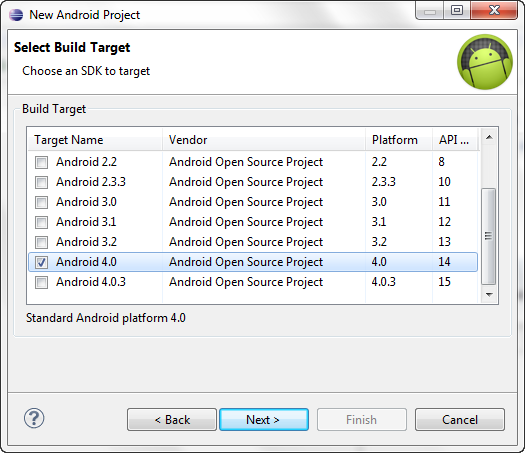 New Android Project
Select Build Target
Choose an SDK to target
Build Target
Target Name Vendor Platform API ...
Android 2.2 Android Open Source Project 2.2 8
Android 2.3.3 Android Open Source Project 2.3.3 10
Android 3.0 Android Open Source Project 3.0 11
Android 3.1 Android Open Source Project 3.1 12
Android 3.2 Android Open Source Project 3.2 13
Android 4.0 Android Open Source Project 4.0 14
Android 4.0.3 Android Open Source Project 4.0.3 15
Standard Android platform 4.0
? < Back Next > Finish Cancel